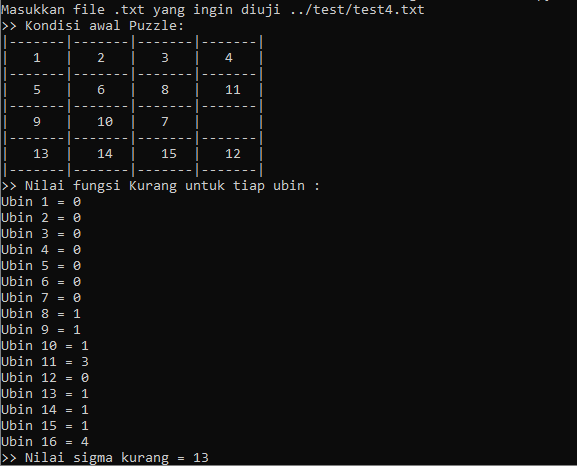 Masukkan file .txt yang ingin diuji ../test/test4.txt
>> Kondisi awal Puzzle:
|-------|-------|-------|-------|
|   1   |   2   |   3   |   4   |
|-------|-------|-------|-------|
|   5   |   6   |   8   |   11  |
|-------|-------|-------|-------|
|   9   |   10  |   7   |       |
|-------|-------|-------|-------|
|   13  |   14  |   15  |   12  |
|-------|-------|-------|-------|
>> Nilai fungsi Kurang untuk tiap ubin :
Ubin 1 = 0
Ubin 2 = 0
Ubin 3 = 0
Ubin 4 = 0
Ubin 5 = 0
Ubin 6 = 0
Ubin 7 = 0
Ubin 8 = 1
Ubin 9 = 1
Ubin 10 = 1
Ubin 11 = 3
Ubin 12 = 0
Ubin 13 = 1
Ubin 14 = 1
Ubin 15 = 1
Ubin 16 = 4
>> Nilai sigma kurang = 13